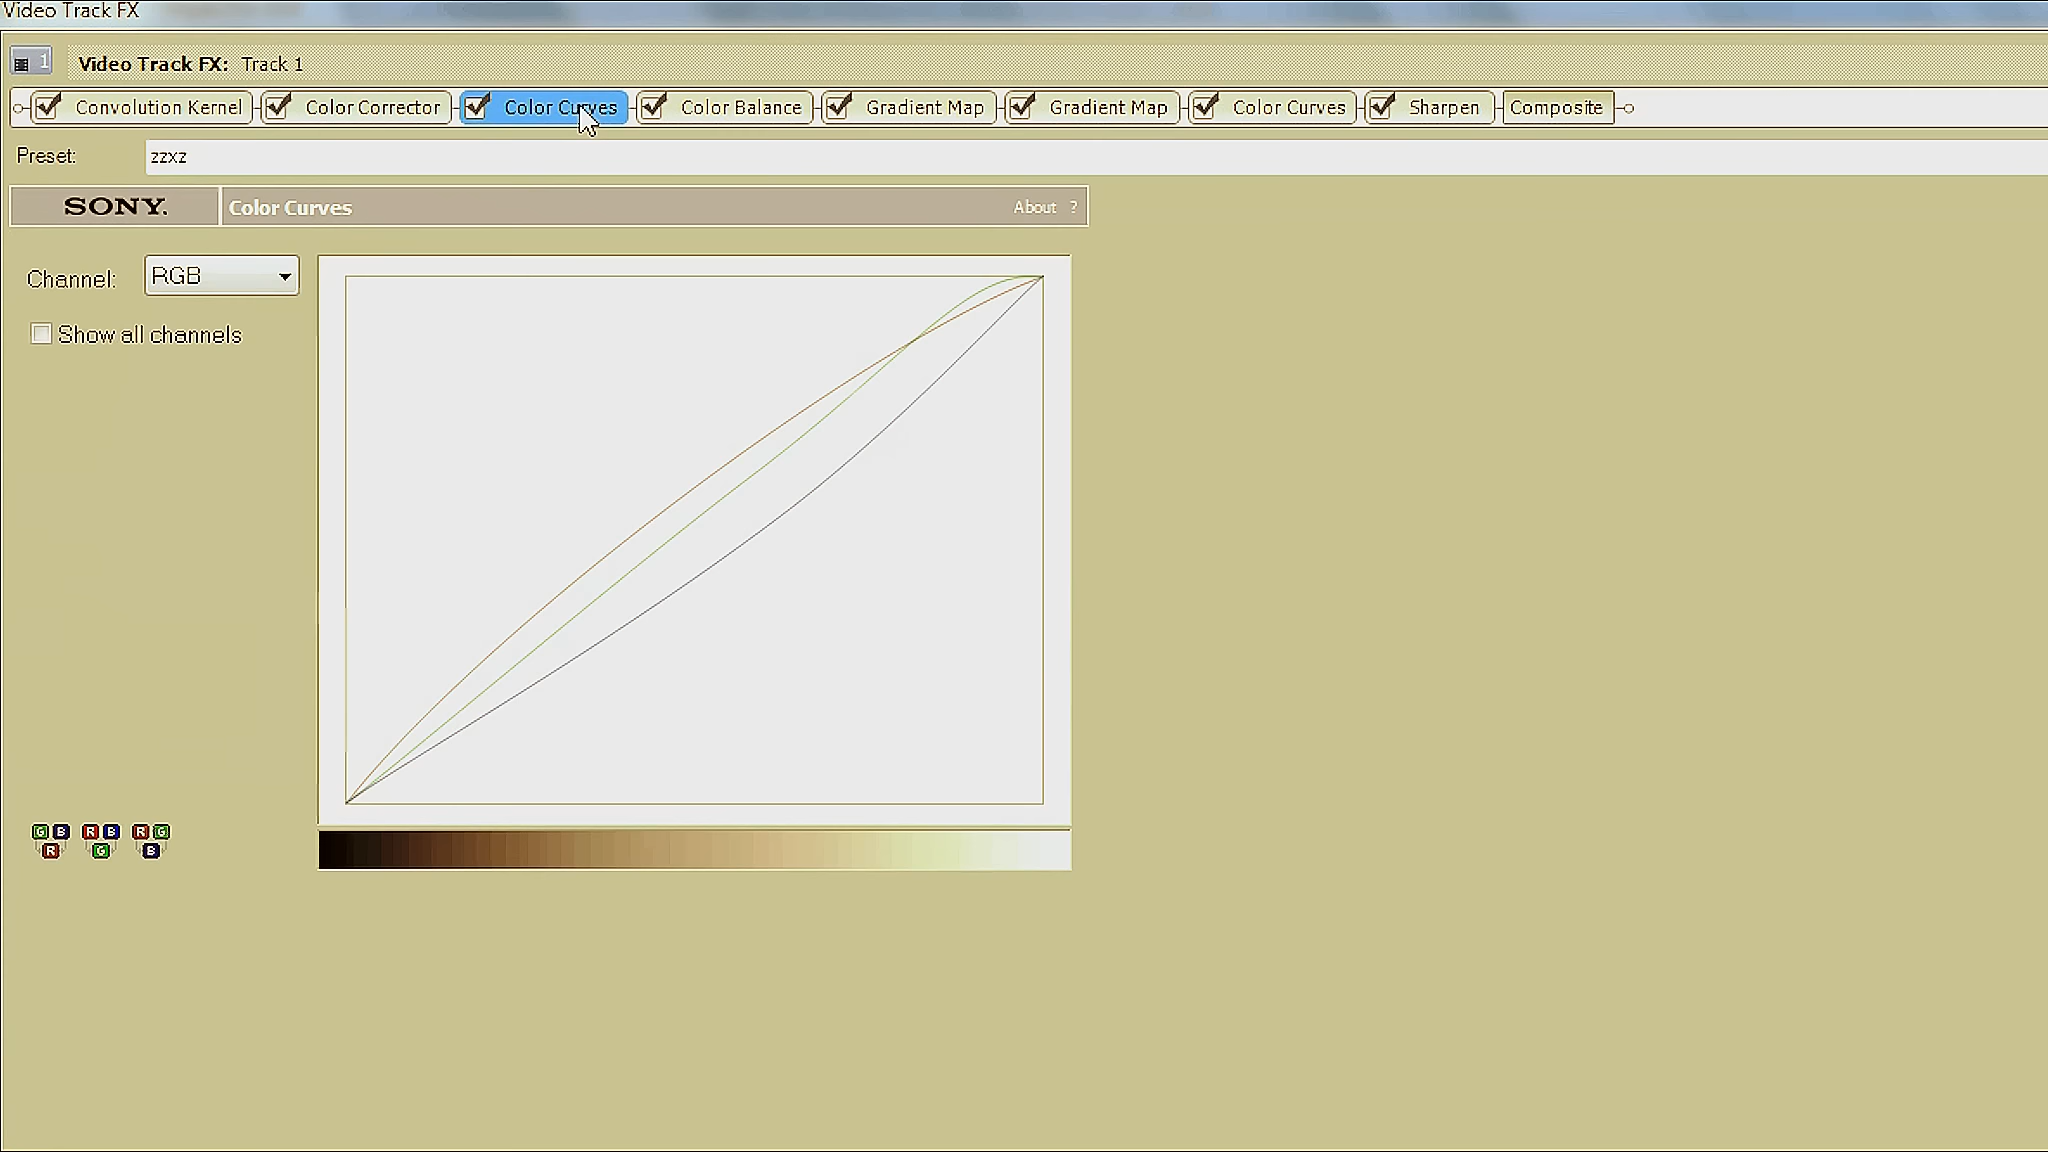 Video Track FX
1 Video Track FX: Track 1
Convolution Kernel Color Corrector Color Curves Color Balance Gradient Map Gradient Map Color Curves Sharpen Composite
Preset: zzxz
SONY. Color Curves About ?
Channel: RGB
Show all channels
G B R B R G
R G B